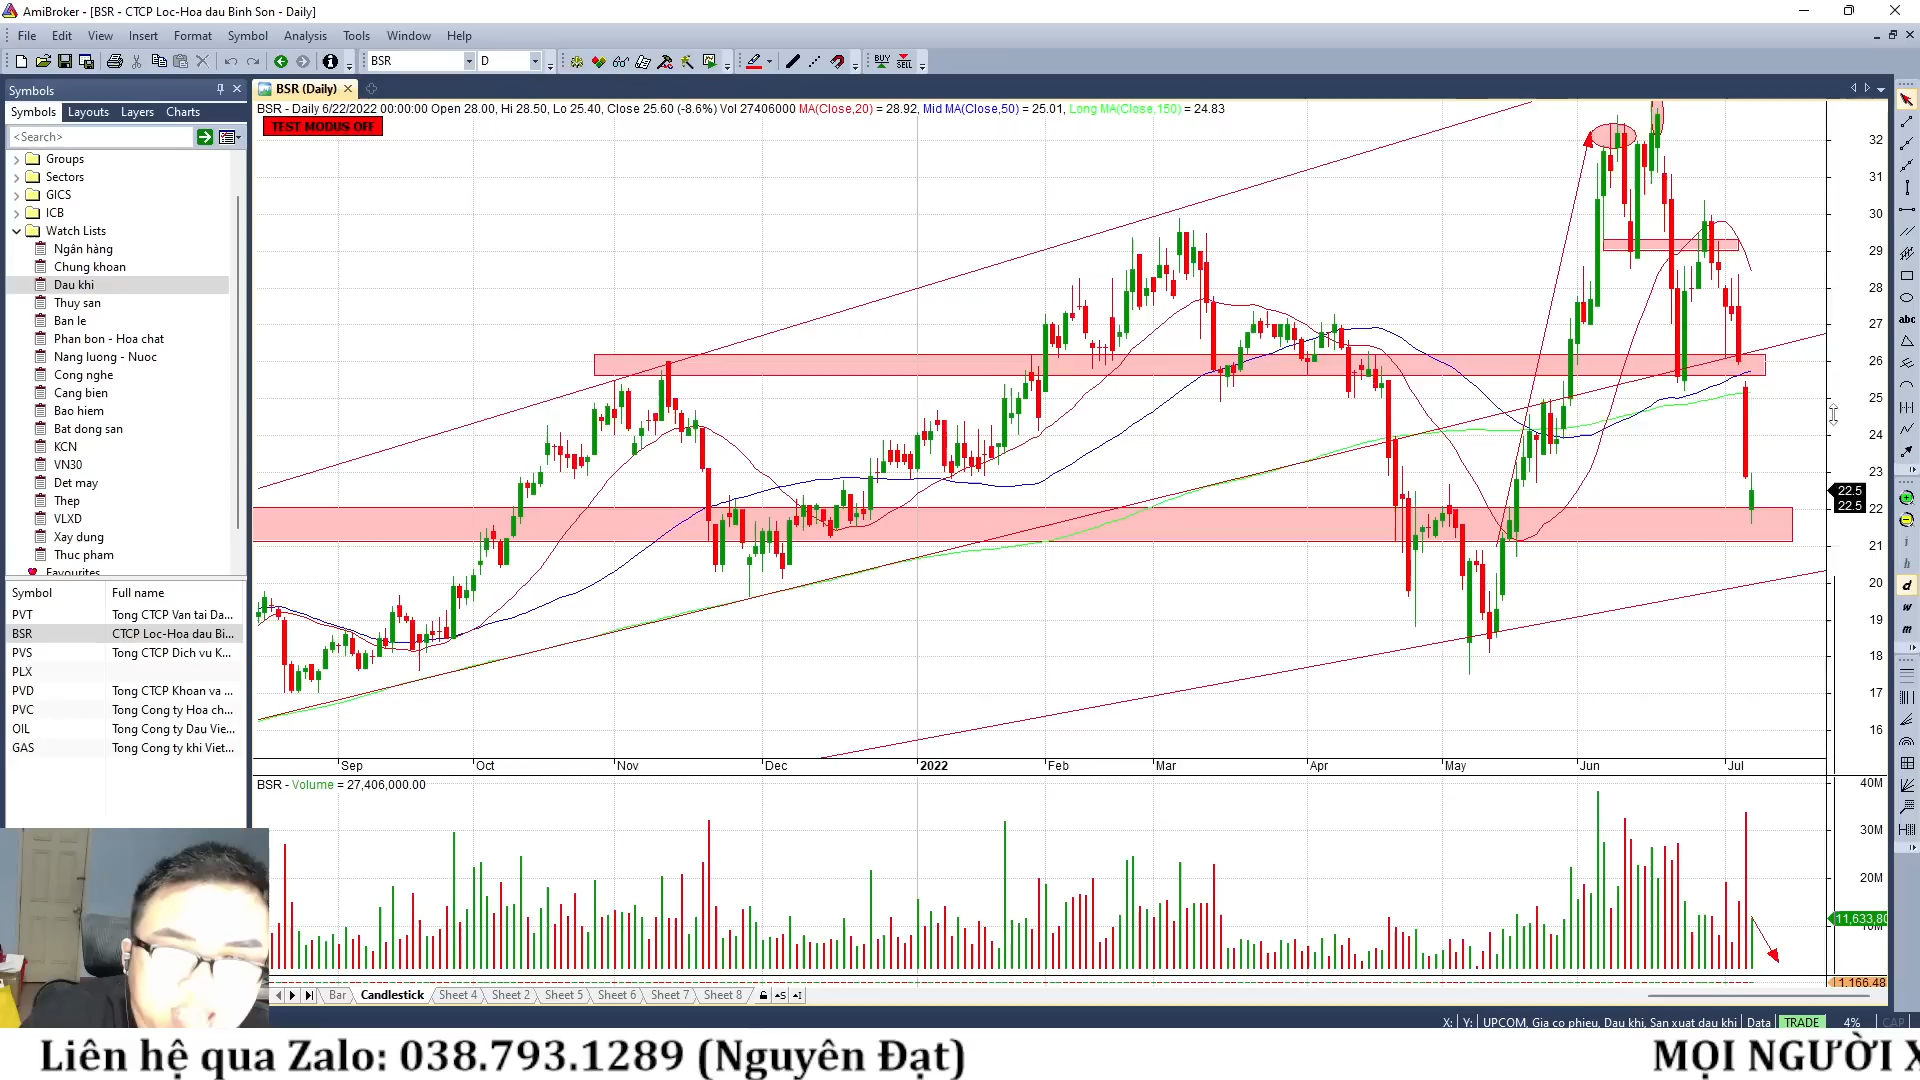 AmiBroker - [BSR - CTCP Loc-Hoa dau Binh Son - Daily]
File Edit View Insert Format Symbol Analysis Tools Window Help
BSR D BUY SELL
Symbols
BSR (Daily)
Symbols Layouts Layers Charts
<Search>
Groups
Sectors
GICS
ICB
Watch Lists
Ngân hàng
Chung khoan
Dau khi
Thuy san
Ban le
Phan bon - Hoa chat
Nang luong - Nuoc
Cong nghe
Cang bien
Bao hiem
Bat dong san
KCN
VN30
Det may
Thep
VLXD
Xay dung
Thuc pham
Favourites
Symbol Full name
PVT Tong CTCP Van tai Da...
BSR CTCP Loc-Hoa dau Bi...
PVS Tong CTCP Dich vu K...
PLX
PVD Tong CTCP Khoan va ...
PVC Tong Cong ty Hoa ch...
OIL Tong Cong ty Dau Vie...
GAS Tong Cong ty khi Viet...
BSR - Daily 6/22/2022 00:00:00 Open 28.00, Hi 28.50, Lo 25.40, Close 25.60 (-8.6%) Vol 27406000 MA(Close,20) = 28.92, Mid MA(Close,50) = 25.01, Long MA(Close,150) = 24.83
TEST MODUS OFF
32
31
30
29
28
27
26
25
24
23
22.5
22.5
22
21
20
19
18
17
16
Sep Oct Nov Dec 2022 Feb Mar Apr May Jun Jul
BSR - Volume = 27,406,000.00
40M
30M
20M
11,633,80
10M
1,166.48
abc
i
h
d
w
m
Bar Candlestick Sheet 4 Sheet 2 Sheet 5 Sheet 6 Sheet 7 Sheet 8
X: Y: UPCOM, Gia co phieu, Dau khi, San xuat dau khi Data TRADE 4% CAP
Liên hệ qua Zalo: 038.793.1289 (Nguyên Đạt)
MỌI NGƯỜI X